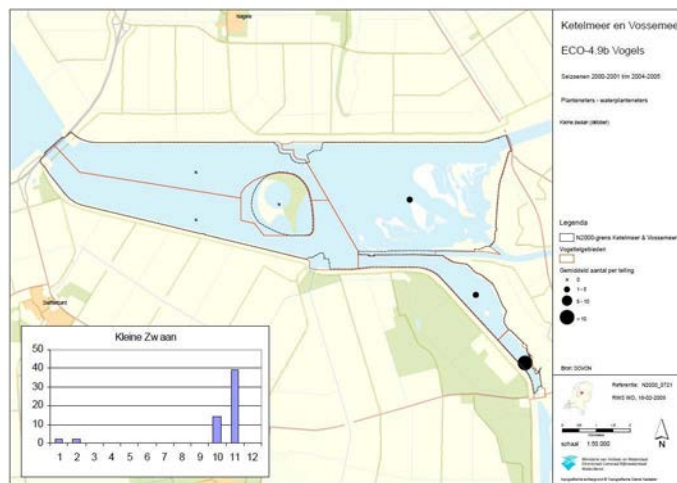 Nagele
Swifterbant
Ketelmeer en Vossemeer
ECO-4.9b Vogels
Seizoenen 2000-2001 t/m 2004-2005
Planteneters - waterplanteneters
Kleine zwaan (oktober)
Legenda
N2000-grens Ketelmeer & Vossemeer
Vogeltelgebieden
Gemiddeld aantal per telling
0
1 - 5
5 - 10
> 10
Bron: SOVON
Referentie: N2000_0721
RWS WD, 16-02-2009
schaal 1:50.000
N
Kleine Zwaan
50
40
30
20
10
0
1 2 3 4 5 6 7 8 9 10 11 12